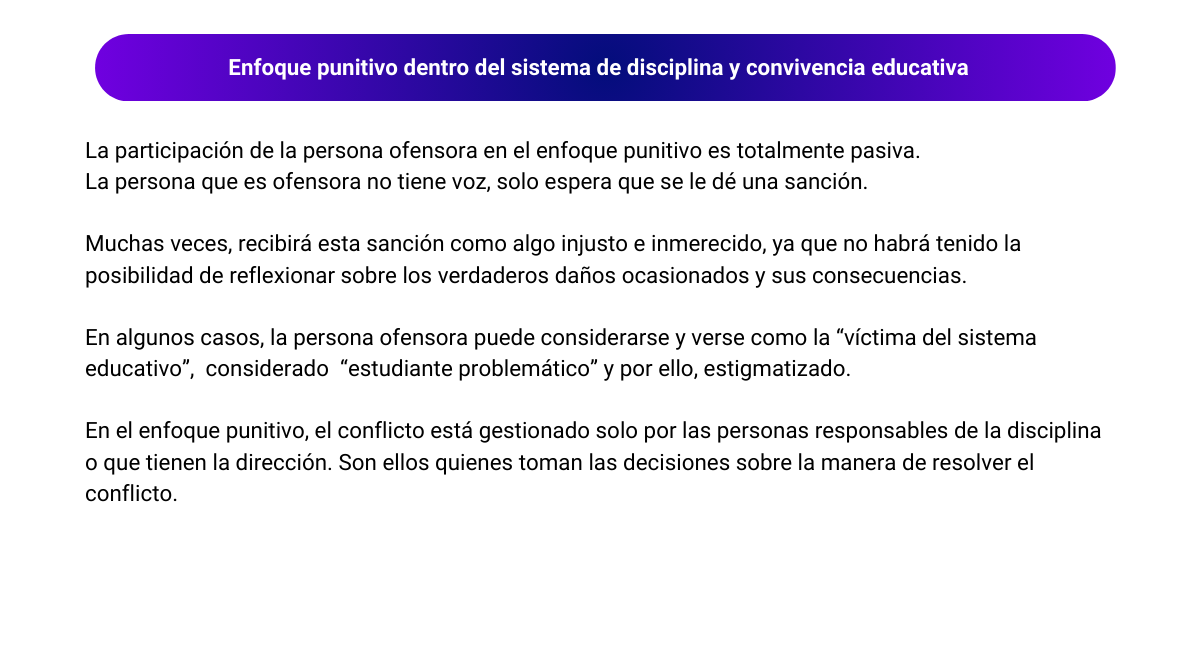 Enfoque punitivo dentro del sistema de disciplina y convivencia educativa
La participación de la persona ofensora en el enfoque punitivo es totalmente pasiva.
La persona que es ofensora no tiene voz, solo espera que se le dé una sanción.
Muchas veces, recibirá esta sanción como algo injusto e inmerecido, ya que no habrá tenido la
posibilidad de reflexionar sobre los verdaderos daños ocasionados y sus consecuencias.
En algunos casos, la persona ofensora puede considerarse y verse como la “víctima del sistema
educativo”,  considerado  “estudiante problemático” y por ello, estigmatizado.
En el enfoque punitivo, el conflicto está gestionado solo por las personas responsables de la disciplina
o que tienen la dirección. Son ellos quienes toman las decisiones sobre la manera de resolver el
conflicto.